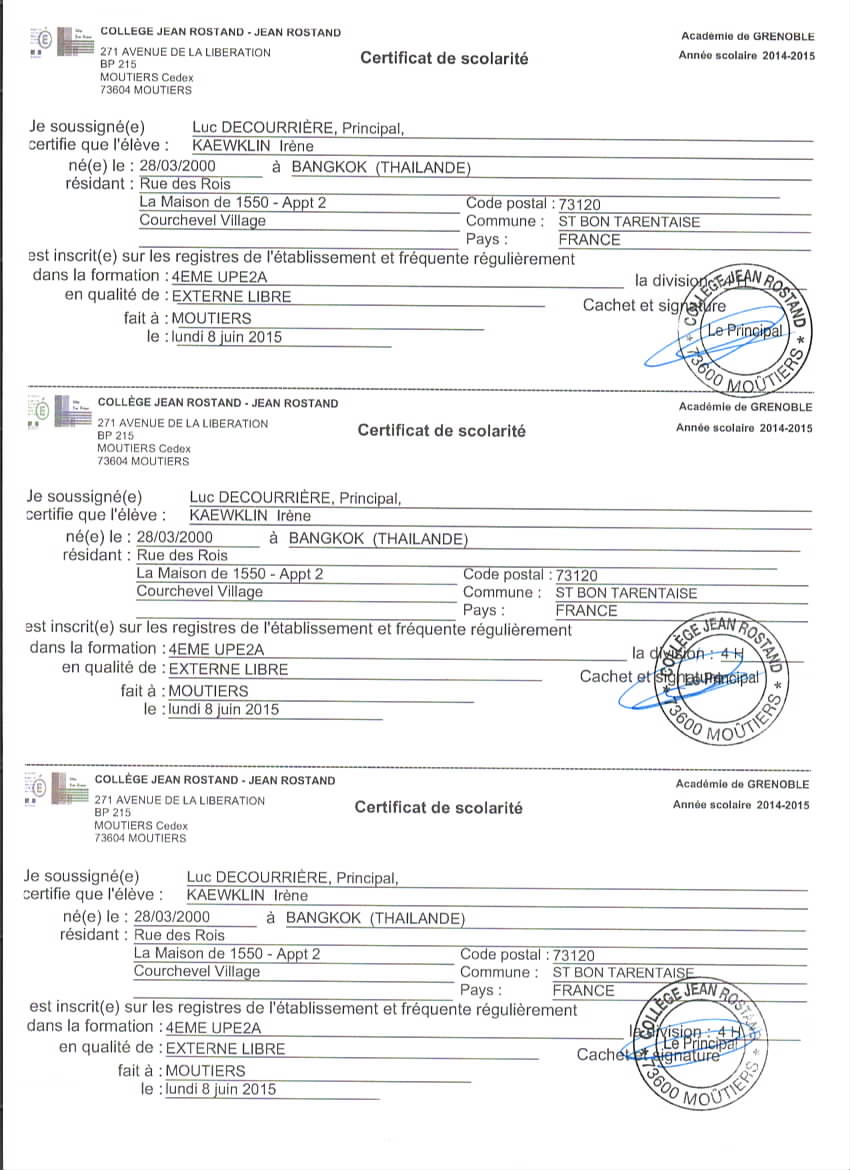 COLLEGE JEAN ROSTAND - JEAN ROSTAND
271 AVENUE DE LA LIBERATION
BP 215
MOUTIERS Cedex
73604 MOUTIERS
Certificat de scolarité
Académie de GRENOBLE
Année scolaire 2014-2015
Je soussigné(e) Luc DECOURRIÈRE, Principal,
certifie que l'élève : KAEWKLIN Irène
né(e) le : 28/03/2000 à BANGKOK (THAILANDE)
résidant : Rue des Rois
La Maison de 1550 - Appt 2 Code postal : 73120
Courchevel Village Commune : ST BON TARENTAISE
Pays : FRANCE
est inscrit(e) sur les registres de l'établissement et fréquente régulièrement
dans la formation : 4EME UPE2A la division : 4 H
en qualité de : EXTERNE LIBRE Cachet et signature
fait à : MOUTIERS
le : lundi 8 juin 2015
COLLÈGE JEAN ROSTAND
Le Principal
* 73600 MOÛTIERS *
COLLÈGE JEAN ROSTAND - JEAN ROSTAND
271 AVENUE DE LA LIBERATION
BP 215
MOUTIERS Cedex
73604 MOUTIERS
Certificat de scolarité
Académie de GRENOBLE
Année scolaire 2014-2015
Je soussigné(e) Luc DECOURRIÈRE, Principal,
certifie que l'élève : KAEWKLIN Irène
né(e) le : 28/03/2000 à BANGKOK (THAILANDE)
résidant : Rue des Rois
La Maison de 1550 - Appt 2 Code postal : 73120
Courchevel Village Commune : ST BON TARENTAISE
Pays : FRANCE
est inscrit(e) sur les registres de l'établissement et fréquente régulièrement
dans la formation : 4EME UPE2A la division : 4 H
en qualité de : EXTERNE LIBRE Cachet et signature
fait à : MOUTIERS
le : lundi 8 juin 2015
COLLÈGE JEAN ROSTAND
Le Principal
* 73600 MOÛTIERS *
COLLÈGE JEAN ROSTAND - JEAN ROSTAND
271 AVENUE DE LA LIBERATION
BP 215
MOUTIERS Cedex
73604 MOUTIERS
Certificat de scolarité
Académie de GRENOBLE
Année scolaire 2014-2015
Je soussigné(e) Luc DECOURRIÈRE, Principal,
certifie que l'élève : KAEWKLIN Irène
né(e) le : 28/03/2000 à BANGKOK (THAILANDE)
résidant : Rue des Rois
La Maison de 1550 - Appt 2 Code postal : 73120
Courchevel Village Commune : ST BON TARENTAISE
Pays : FRANCE
est inscrit(e) sur les registres de l'établissement et fréquente régulièrement
dans la formation : 4EME UPE2A la division : 4 H
en qualité de : EXTERNE LIBRE Cachet et signature
fait à : MOUTIERS
le : lundi 8 juin 2015
COLLÈGE JEAN ROSTAND
Le Principal
* 73600 MOÛTIERS *